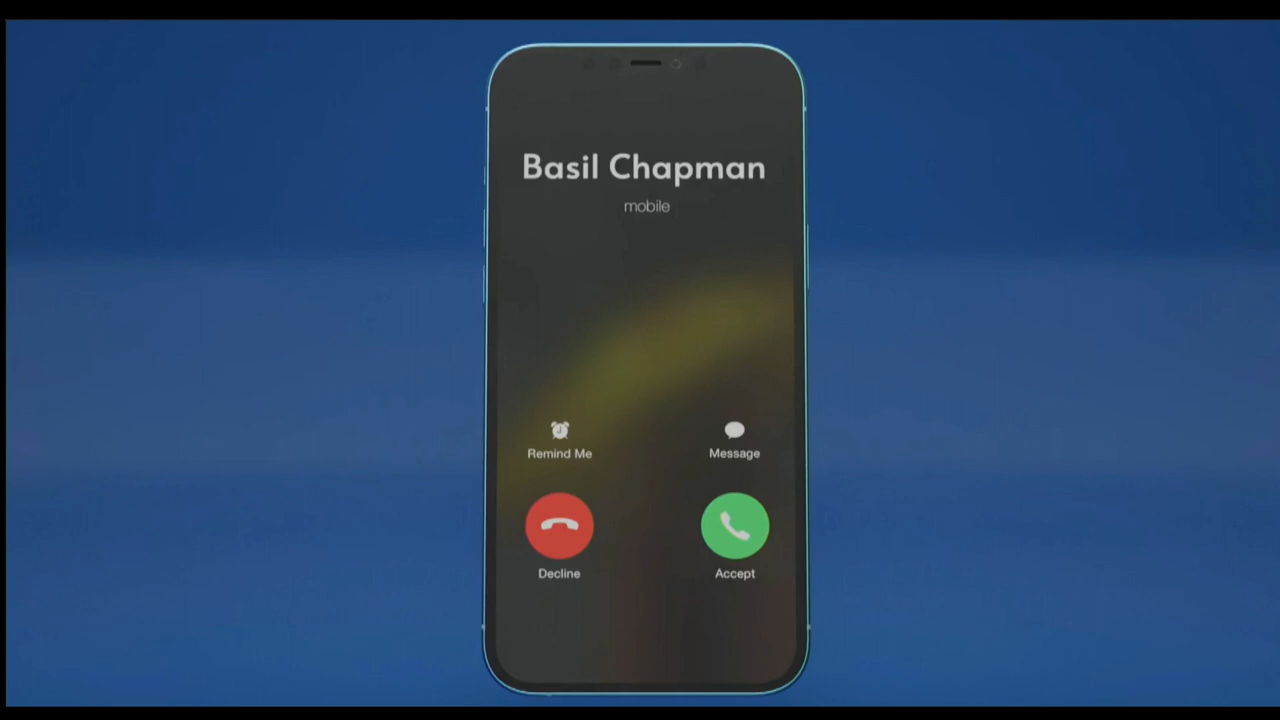 Basil Chapman
mobile
Remind Me
Message
Decline
Accept